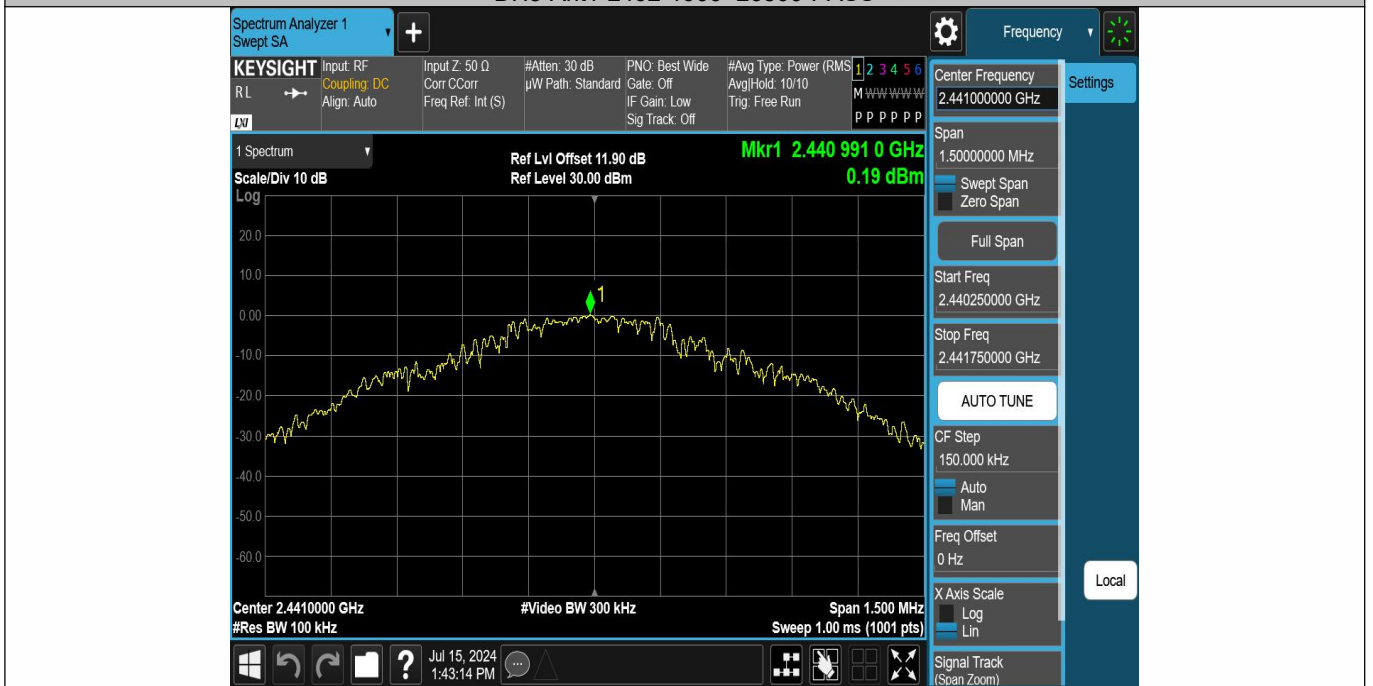 Spectrum Analyzer 1
Swept SA
+
Frequency
KEYSIGHT
RL
LXI
Input: RF
Coupling: DC
Align: Auto
Input Z: 50 Ω
Corr CCorr
Freq Ref: Int (S)
#Atten: 30 dB
µW Path: Standard
PNO: Best Wide
Gate: Off
IF Gain: Low
Sig Track: Off
#Avg Type: Power (RMS
Avg|Hold: 10/10
Trig: Free Run
1 2 3 4 5 6
M W W W W W
P P P P P P
1 Spectrum
Scale/Div 10 dB
Log
Ref Lvl Offset 11.90 dB
Ref Level 30.00 dBm
Mkr1 2.440 991 0 GHz
0.19 dBm
20.0
10.0
0.00
-10.0
-20.0
-30.0
-40.0
-50.0
-60.0
1
Center 2.4410000 GHz
#Res BW 100 kHz
#Video BW 300 kHz
Span 1.500 MHz
Sweep 1.00 ms (1001 pts)
Center Frequency
2.441000000 GHz
Settings
Span
1.50000000 MHz
Swept Span
Zero Span
Full Span
Start Freq
2.440250000 GHz
Stop Freq
2.441750000 GHz
AUTO TUNE
CF Step
150.000 kHz
Auto
Man
Freq Offset
0 Hz
Local
X Axis Scale
Log
Lin
Signal Track
(Span Zoom)
?
Jul 15, 2024
1:43:14 PM